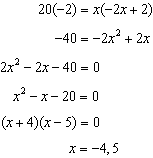 20(−2) = x(−2x + 2)
−40 = −2x² + 2x
2x² − 2x − 40 = 0
x² − x − 20 = 0
(x + 4)(x − 5) = 0
x = −4, 5